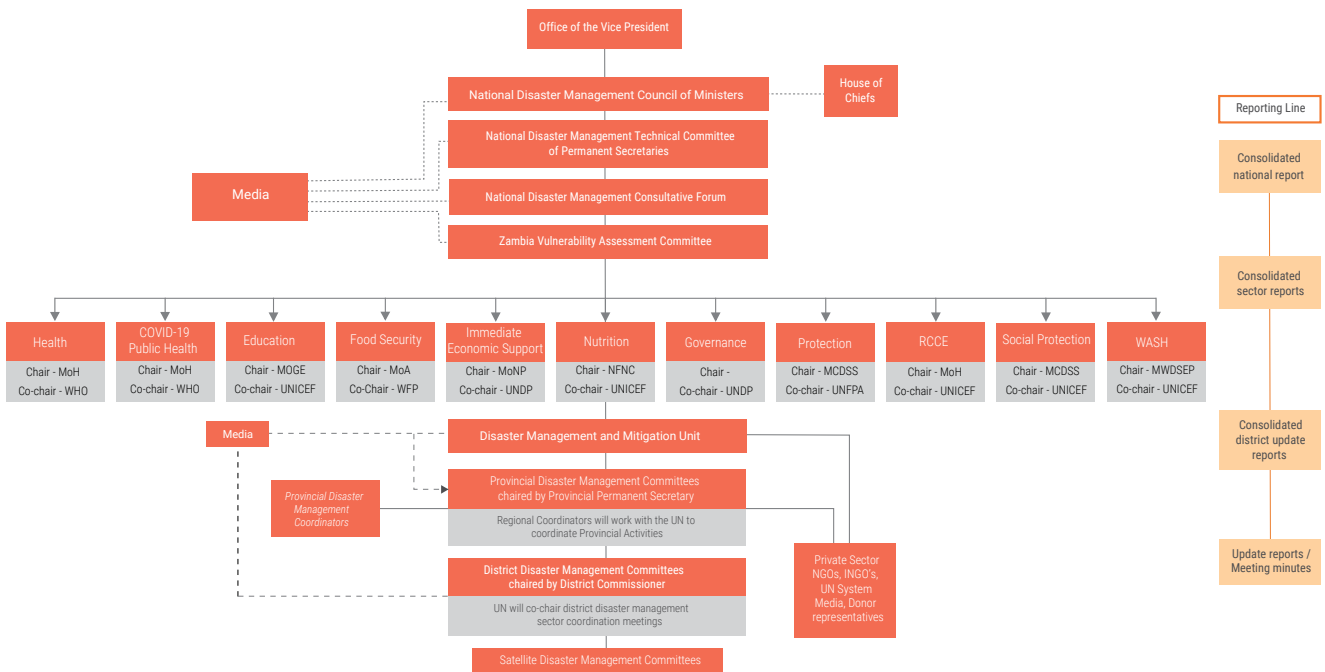 Office of the Vice President
National Disaster Management Council of Ministers
House of
Chiefs
Reporting Line
National Disaster Management Technical Committee
of Permanent Secretaries
Consolidated
national report
Media
National Disaster Management Consultative Forum
Zambia Vulnerability Assessment Committee
Consolidated
sector reports
Health
Chair - MoH
Co-chair - WHO
COVID-19
Public Health
Chair - MoH
Co-chair - WHO
Education
Chair - MOGE
Co-chair - UNICEF
Food Security
Chair - MoA
Co-Chair - WFP
Immediate
Economic Support
Chair - MoNP
Co-chair - UNDP
Nutrition
Chair - NFNC
Co-chair - UNICEF
Governance
Chair -
Co-chair - UNDP
Protection
Chair - MCDSS
Co-chair - UNFPA
RCCE
Chair - MoH
Co-chair - UNICEF
Social Protection
Chair - MCDSS
Co-chair - UNICEF
WASH
Chair - MWDSEP
Co-chair - UNICEF
Media
Disaster Management and Mitigation Unit
Consolidated
district update
reports
Provincial Disaster Management Committees
chaired by Provincial Permanent Secretary
Provincial Disaster
Management
Coordinators
Regional Coordinators will work with the UN to
coordinate Provincial Activities
District Disaster Management Committees
chaired by District Commissioner
Private Sector
NGOs, INGO's,
UN System
Media, Donor
representatives
Update reports /
Meeting minutes
UN will co-chair district disaster management
sector coordination meetings
Satellite Disaster Management Committees